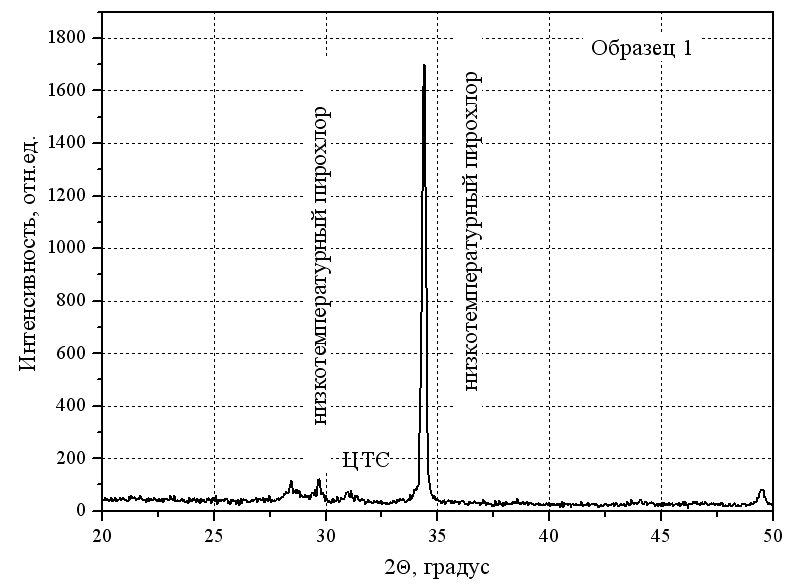 Образец 1
Интенсивность, отн.ед.
1800
1600
1400
1200
1000
800
600
400
200
0
низкотемпературный пирохлор
ЦТС
низкотемпературный пирохлор
20 25 30 35 40 45 50
2Θ, градус